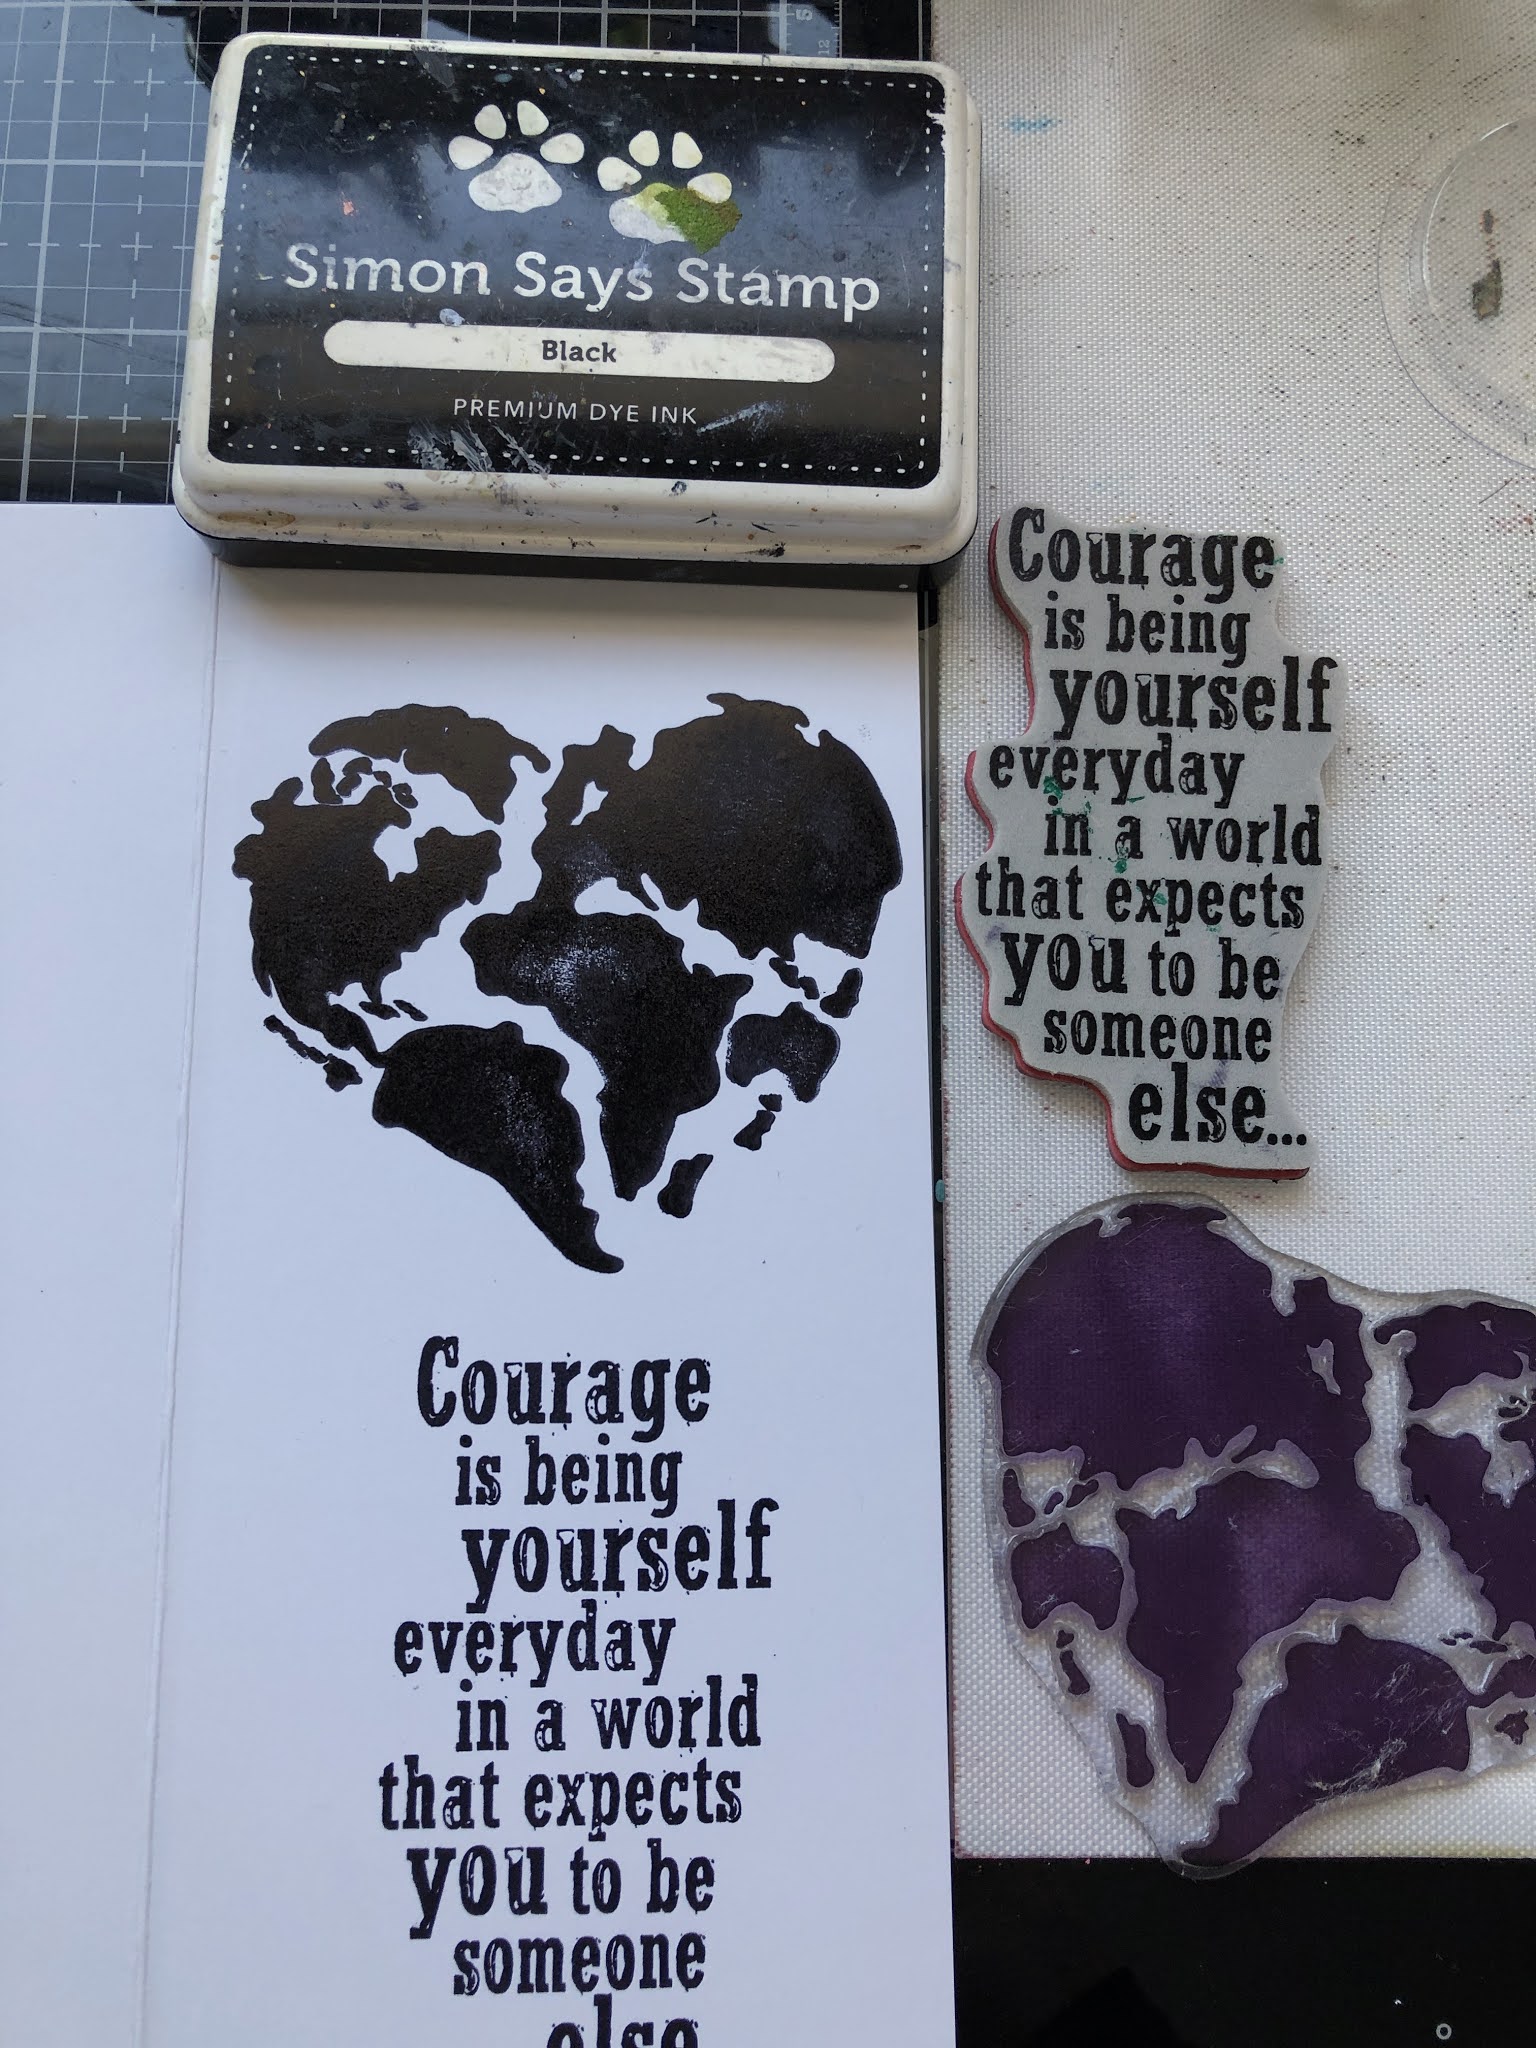 Simon Says Stamp
Black
PREMIUM DYE INK
Courage
is being
yourself
everyday
in a world
that expects
you to be
someone
else...
Courage
is being
yourself
everyday
in a world
that expects
you to be
someone
else